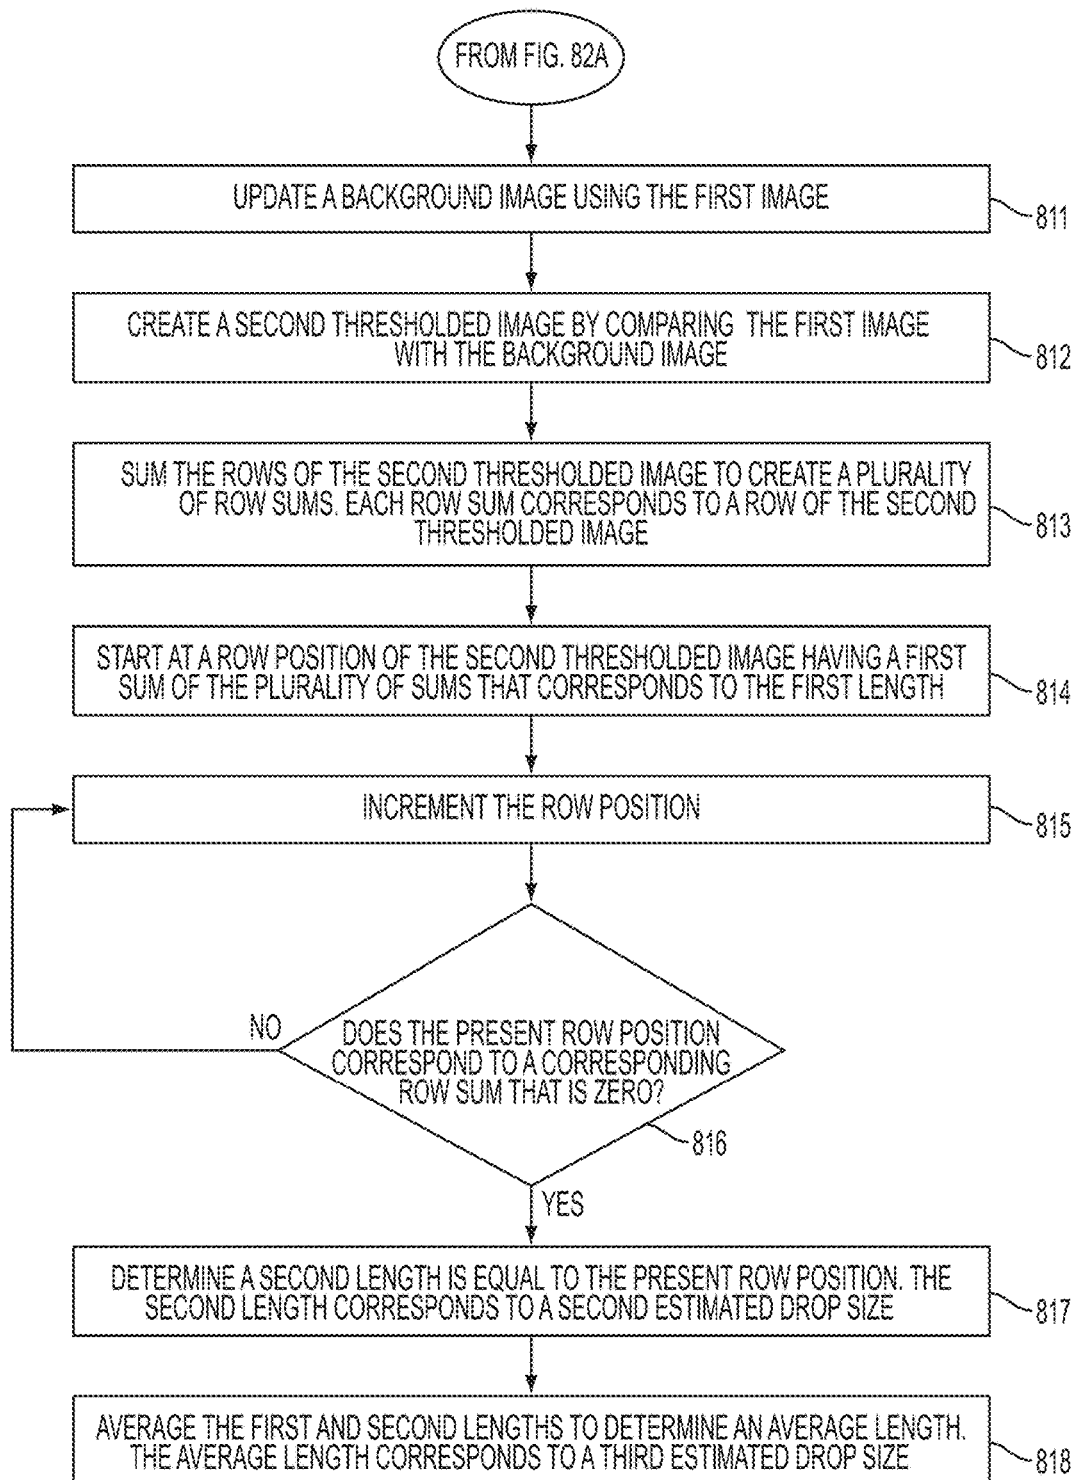 FROM FIG. 82A
UPDATE A BACKGROUND IMAGE USING THE FIRST IMAGE
811
CREATE A SECOND THRESHOLDED IMAGE BY COMPARING THE FIRST IMAGE
WITH THE BACKGROUND IMAGE
812
SUM THE ROWS OF THE SECOND THRESHOLDED IMAGE TO CREATE A PLURALITY
OF ROW SUMS. EACH ROW SUM CORRESPONDS TO A ROW OF THE SECOND
THRESHOLDED IMAGE
813
START AT A ROW POSITION OF THE SECOND THRESHOLDED IMAGE HAVING A FIRST
SUM OF THE PLURALITY OF SUMS THAT CORRESPONDS TO THE FIRST LENGTH
814
INCREMENT THE ROW POSITION
815
NO
DOES THE PRESENT ROW POSITION
CORRESPOND TO A CORRESPONDING
ROW SUM THAT IS ZERO?
816
YES
DETERMINE A SECOND LENGTH IS EQUAL TO THE PRESENT ROW POSITION. THE
SECOND LENGTH CORRESPONDS TO A SECOND ESTIMATED DROP SIZE
817
AVERAGE THE FIRST AND SECOND LENGTHS TO DETERMINE AN AVERAGE LENGTH.
THE AVERAGE LENGTH CORRESPONDS TO A THIRD ESTIMATED DROP SIZE
818